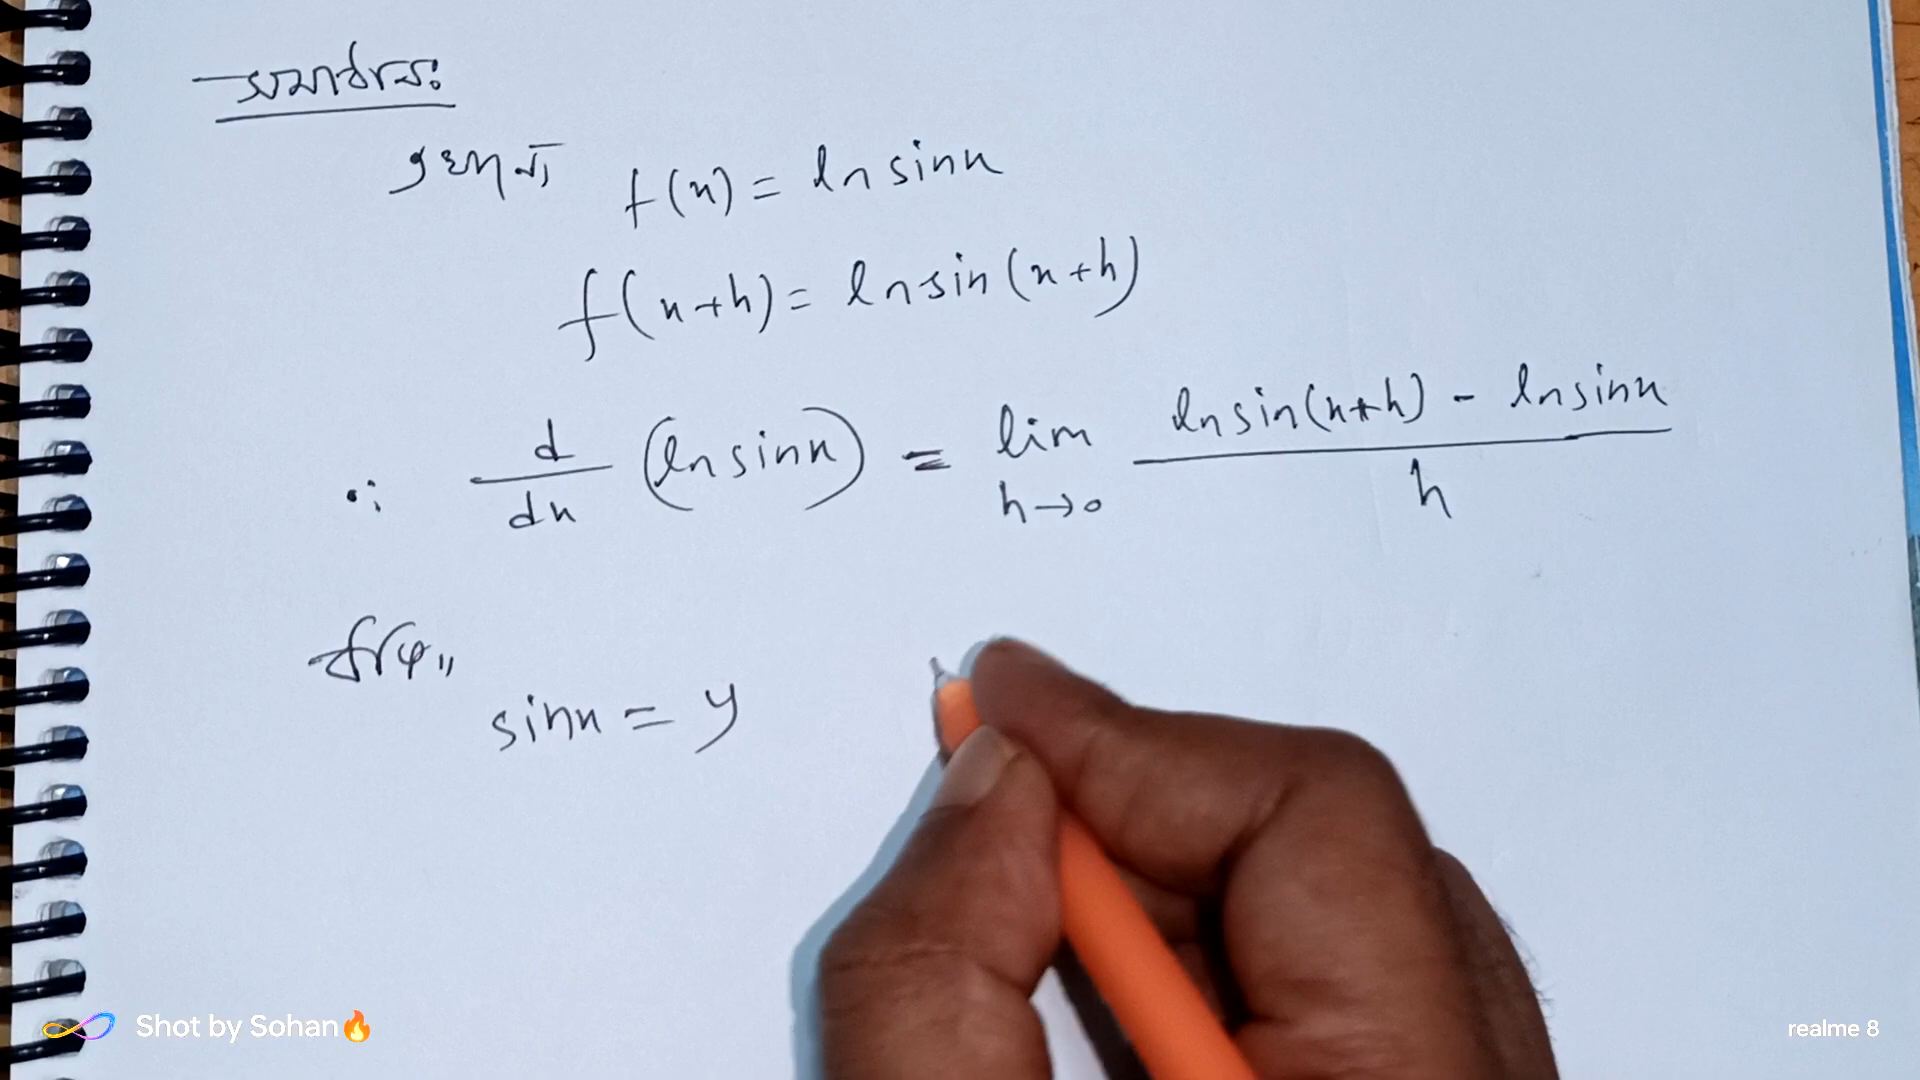 সমাধানঃ
এখানে f(x) = ln sinx
f(x+h) = ln sin(x+h)
∴ d/dx (ln sinx) = lim h→0 ln sin(x+h) - ln sinx / h
ধরি,,
sinx = y
Shot by Sohan🔥
realme 8